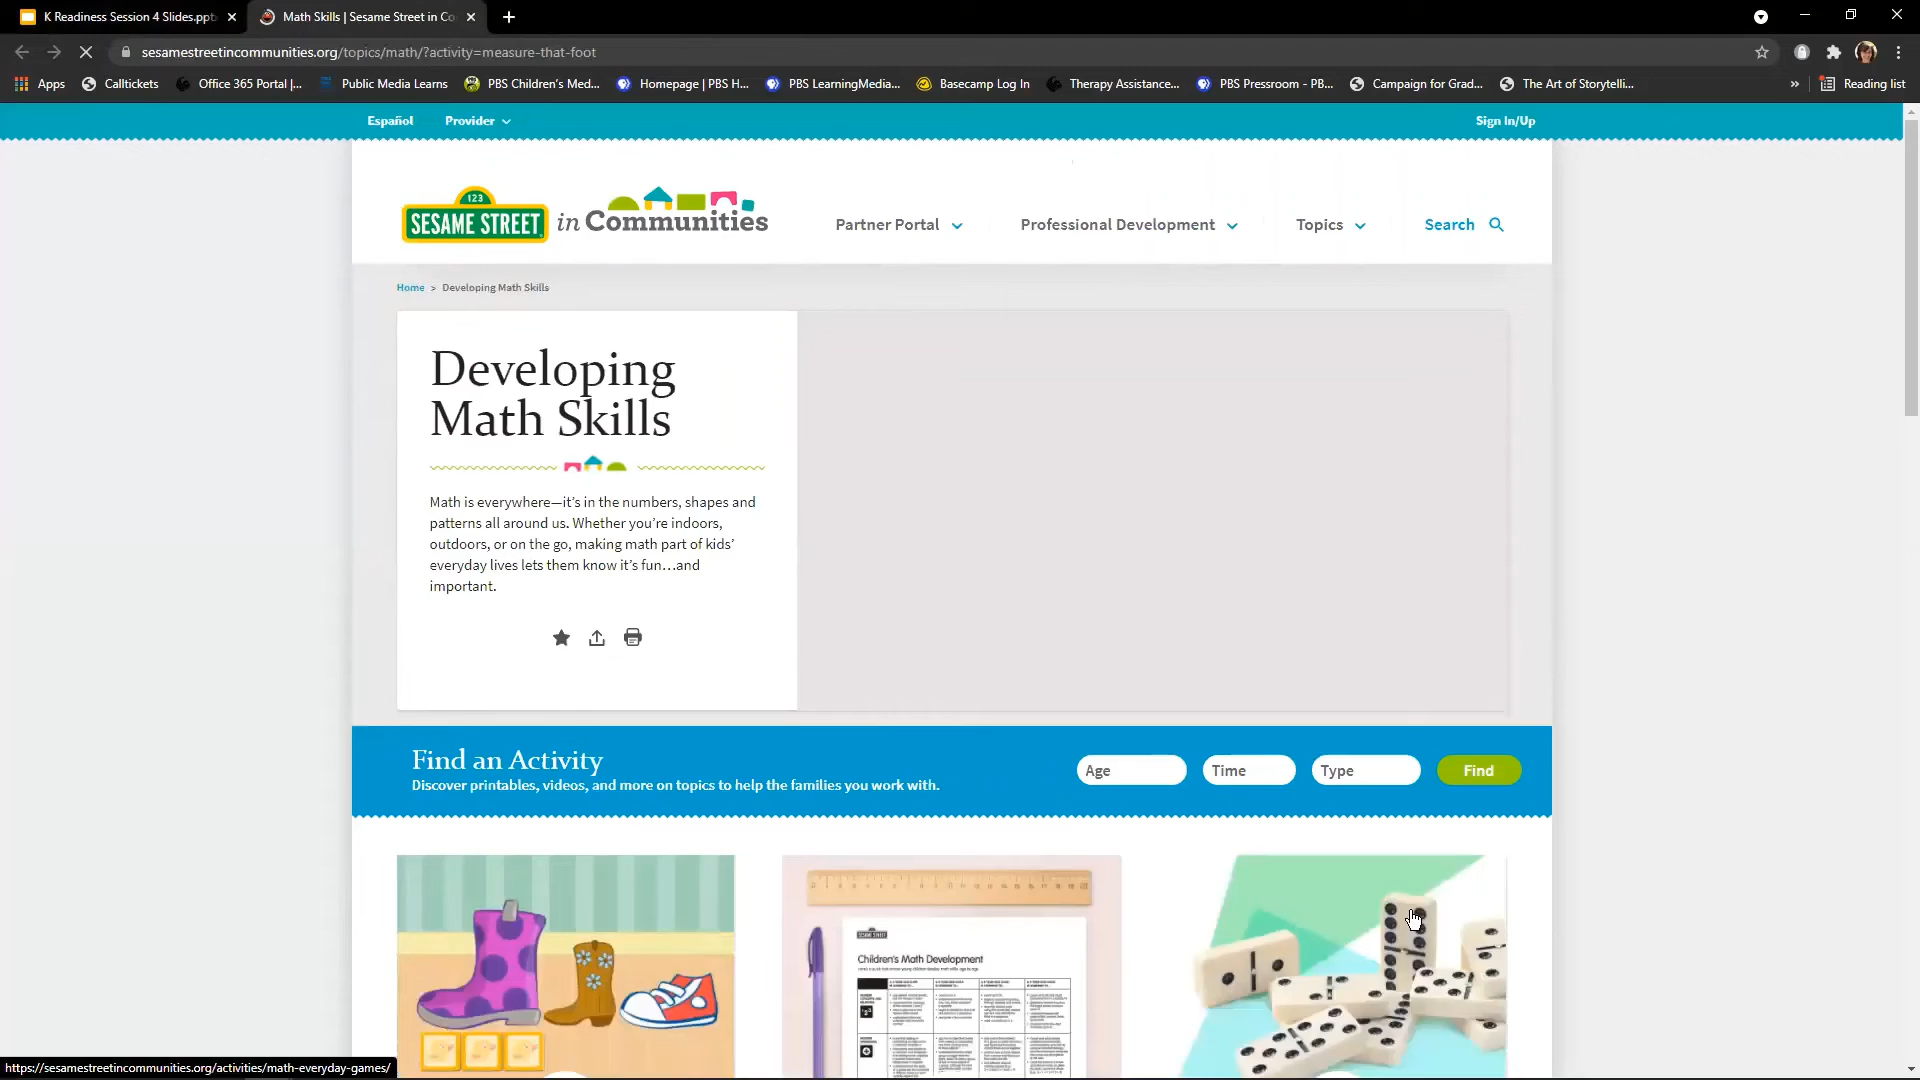 K Readiness Session 4 Slides.ppt
Math Skills | Sesame Street in Co
sesamestreetincommunities.org/topics/math/?activity=measure-that-foot
Apps
Calltickets
Office 365 Portal |...
Public Media Learns
PBS Children's Med...
Homepage | PBS H...
PBS LearningMedia...
Basecamp Log In
Therapy Assistance...
PBS Pressroom - PB...
Campaign for Grad...
The Art of Storytelli...
»
Reading list
Español
Provider
Sign In/Up
123
SESAME STREET
in Communities
Partner Portal
Professional Development
Topics
Search
Home > Developing Math Skills
Developing
Math Skills
Math is everywhere—it's in the numbers, shapes and
patterns all around us. Whether you're indoors,
outdoors, or on the go, making math part of kids'
everyday lives lets them know it's fun...and
important.
Find an Activity
Discover printables, videos, and more on topics to help the families you work with.
Age
Time
Type
Find
SESAME STREET
Children's Math Development
https://sesamestreetincommunities.org/activities/math-everyday-games/